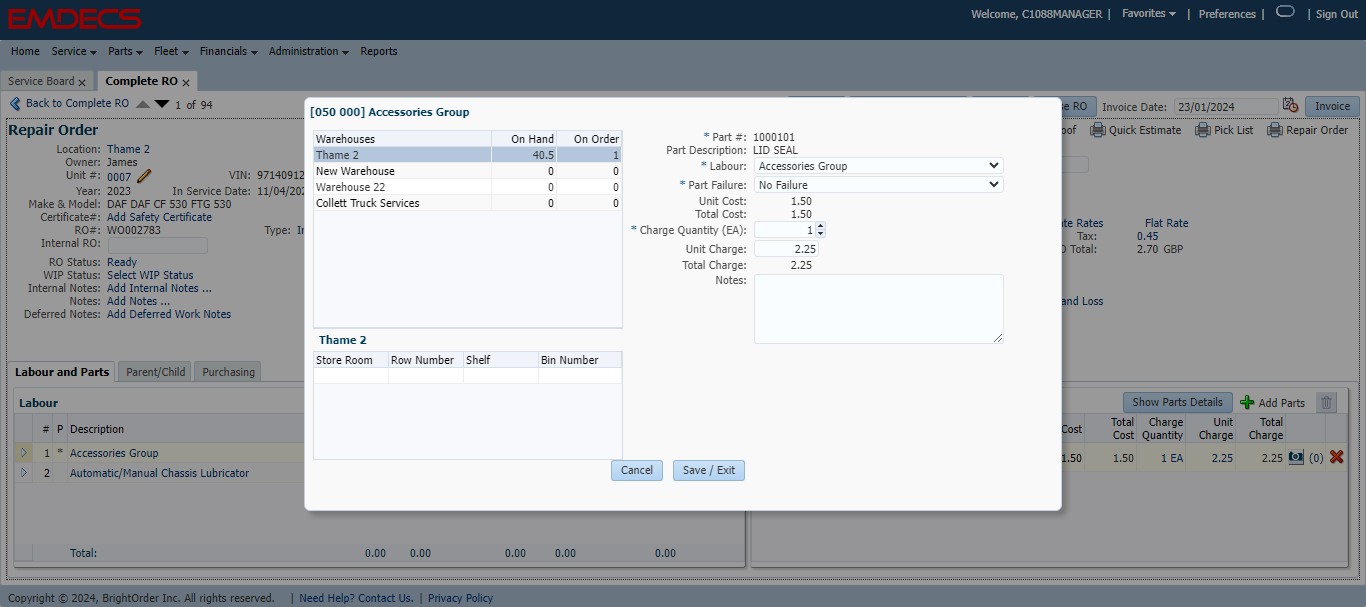 EMDECS
Welcome, C1088MANAGER | Favorites | Preferences | | Sign Out
Home Service Parts Fleet Financials Administration Reports
Service Board x Complete RO x
Back to Complete RO 1 of 94
se RO Invoice Date: 23/01/2024 Invoice
oof Quick Estimate Pick List Repair Order
Repair Order
Location: Thame 2
Owner: James
Unit #: 0007 VIN: 97140912
Year: 2023 In Service Date: 11/04/202
Make & Model: DAF DAF CF 530 FTG 530
Certificate#: Add Safety Certificate
RO#: WO002783 Type: In
Internal RO:
RO Status: Ready
WIP Status: Select WIP Status
Internal Notes: Add Internal Notes ...
Notes: Add Notes ...
Deferred Notes: Add Deferred Work Notes
te Rates Flat Rate
Tax: 0.45
O Total: 2.70 GBP
and Loss
[050 000] Accessories Group
Warehouses On Hand On Order
Thame 2 40.5 1
New Warehouse 0 0
Warehouse 22 0 0
Collett Truck Services 0 0
Thame 2
Store Room Row Number Shelf Bin Number
* Part #: 1000101
Part Description: LID SEAL
* Labour: Accessories Group
* Part Failure: No Failure
Unit Cost: 1.50
Total Cost: 1.50
* Charge Quantity (EA): 1
Unit Charge: 2.25
Total Charge: 2.25
Notes:
Cancel Save / Exit
Labour and Parts Parent/Child Purchasing
Labour
# P Description
1 * Accessories Group
2 Automatic/Manual Chassis Lubricator
Total: 0.00 0.00 0.00 0.00 0.00
Show Parts Details Add Parts
Cost Total Cost Charge Quantity Unit Charge Total Charge
1.50 1.50 1 EA 2.25 2.25 (0)
Copyright © 2024, BrightOrder Inc. All rights reserved. | Need Help? Contact Us. | Privacy Policy